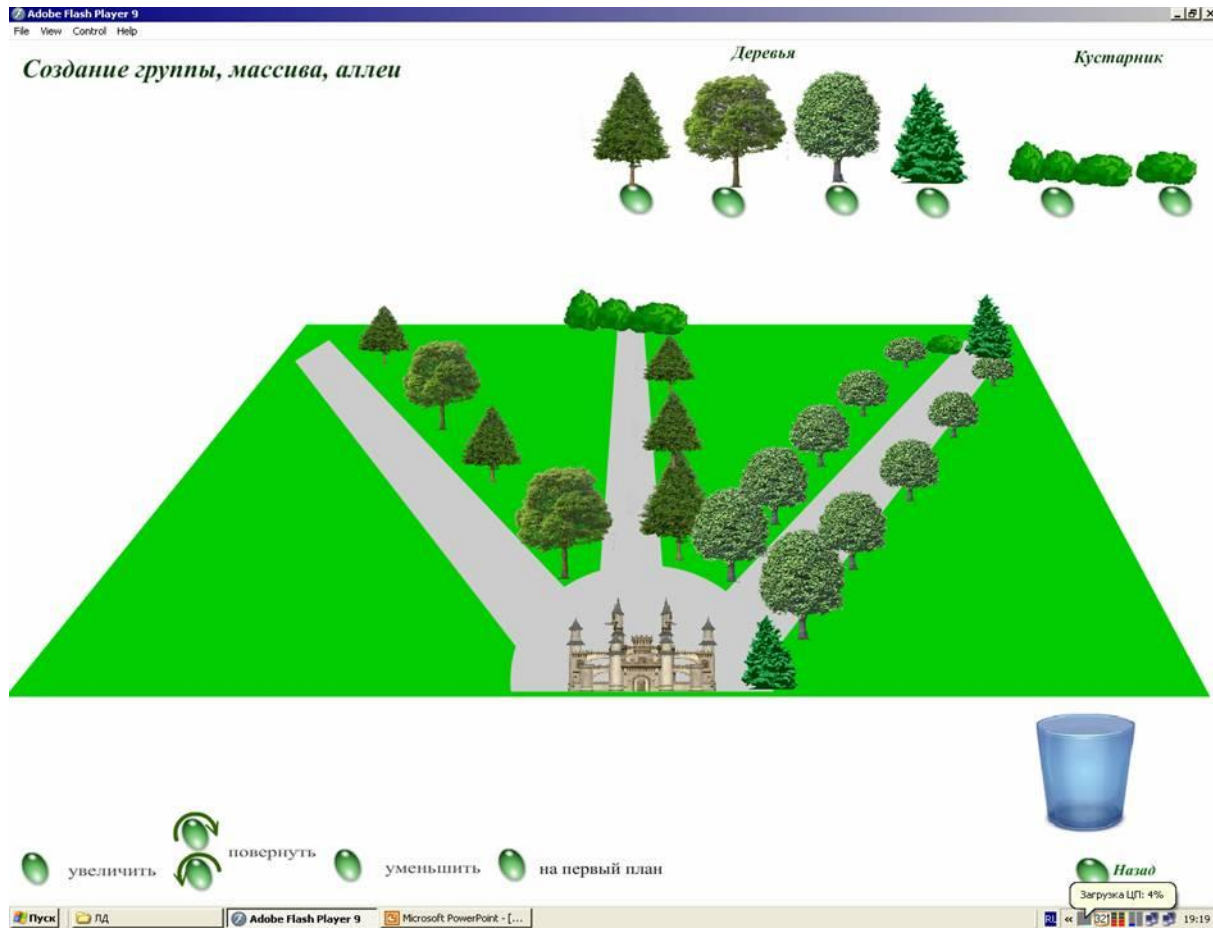 Adobe Flash Player 9
File View Control Help
Создание группы, массива, аллеи
Деревья
Кустарник
увеличить
повернуть
уменьшить
на первый план
Назад
Загрузка ЦП: 4%
Пуск
ЛД
Adobe Flash Player 9
Microsoft PowerPoint - [...
«
19:19